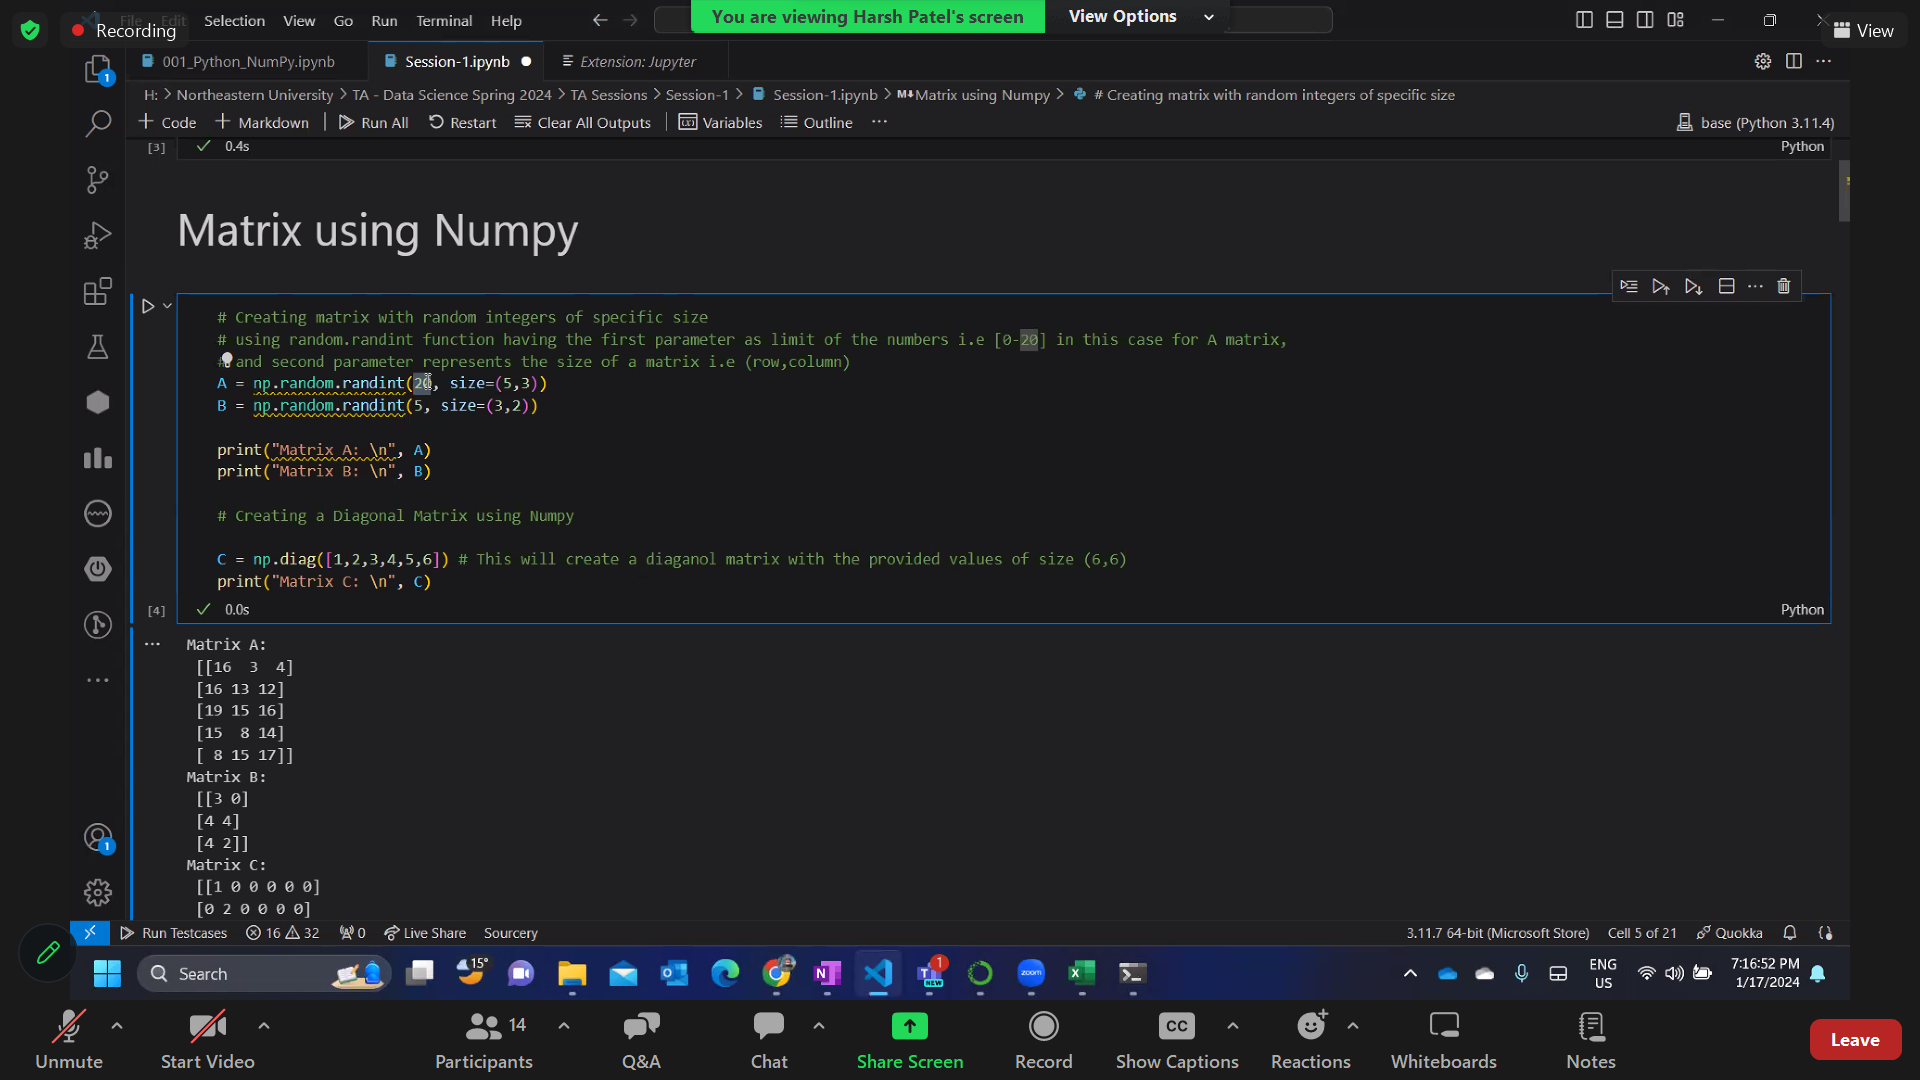 File Edit Selection View Go Run Terminal Help
Recording
You are viewing Harsh Patel's screen
View Options
View
001_Python_NumPy.ipynb
Session-1.ipynb
Extension: Jupyter
H: > Northeastern University > TA - Data Science Spring 2024 > TA Sessions > Session-1 > Session-1.ipynb > M↓Matrix using Numpy > # Creating matrix with random integers of specific size
+ Code + Markdown | Run All Restart Clear All Outputs | Variables Outline ...
base (Python 3.11.4)
[3] 0.4s Python
Matrix using Numpy
# Creating matrix with random integers of specific size
# using random.randint function having the first parameter as limit of the numbers i.e [0-20] in this case for A matrix,
# and second parameter represents the size of a matrix i.e (row,column)
A = np.random.randint(20, size=(5,3))
B = np.random.randint(5, size=(3,2))
print("Matrix A: \n", A)
print("Matrix B: \n", B)
# Creating a Diagonal Matrix using Numpy
C = np.diag([1,2,3,4,5,6]) # This will create a diaganol matrix with the provided values of size (6,6)
print("Matrix C: \n", C)
[4] 0.0s Python
... Matrix A:
[[16 3 4]
[16 13 12]
[19 15 16]
[15 8 14]
[ 8 15 17]]
Matrix B:
[[3 0]
[4 4]
[4 2]]
Matrix C:
[[1 0 0 0 0 0]
[0 2 0 0 0 0]
1
1
Run Testcases 16 32 0 Live Share Sourcery
3.11.7 64-bit (Microsoft Store) Cell 5 of 21 Quokka
Search
15°
1
NEW
zoom
ENG
US
7:16:52 PM
1/17/2024
Unmute
Start Video
14
Participants
Q&A
Chat
Share Screen
Record
CC
Show Captions
Reactions
Whiteboards
Notes
Leave